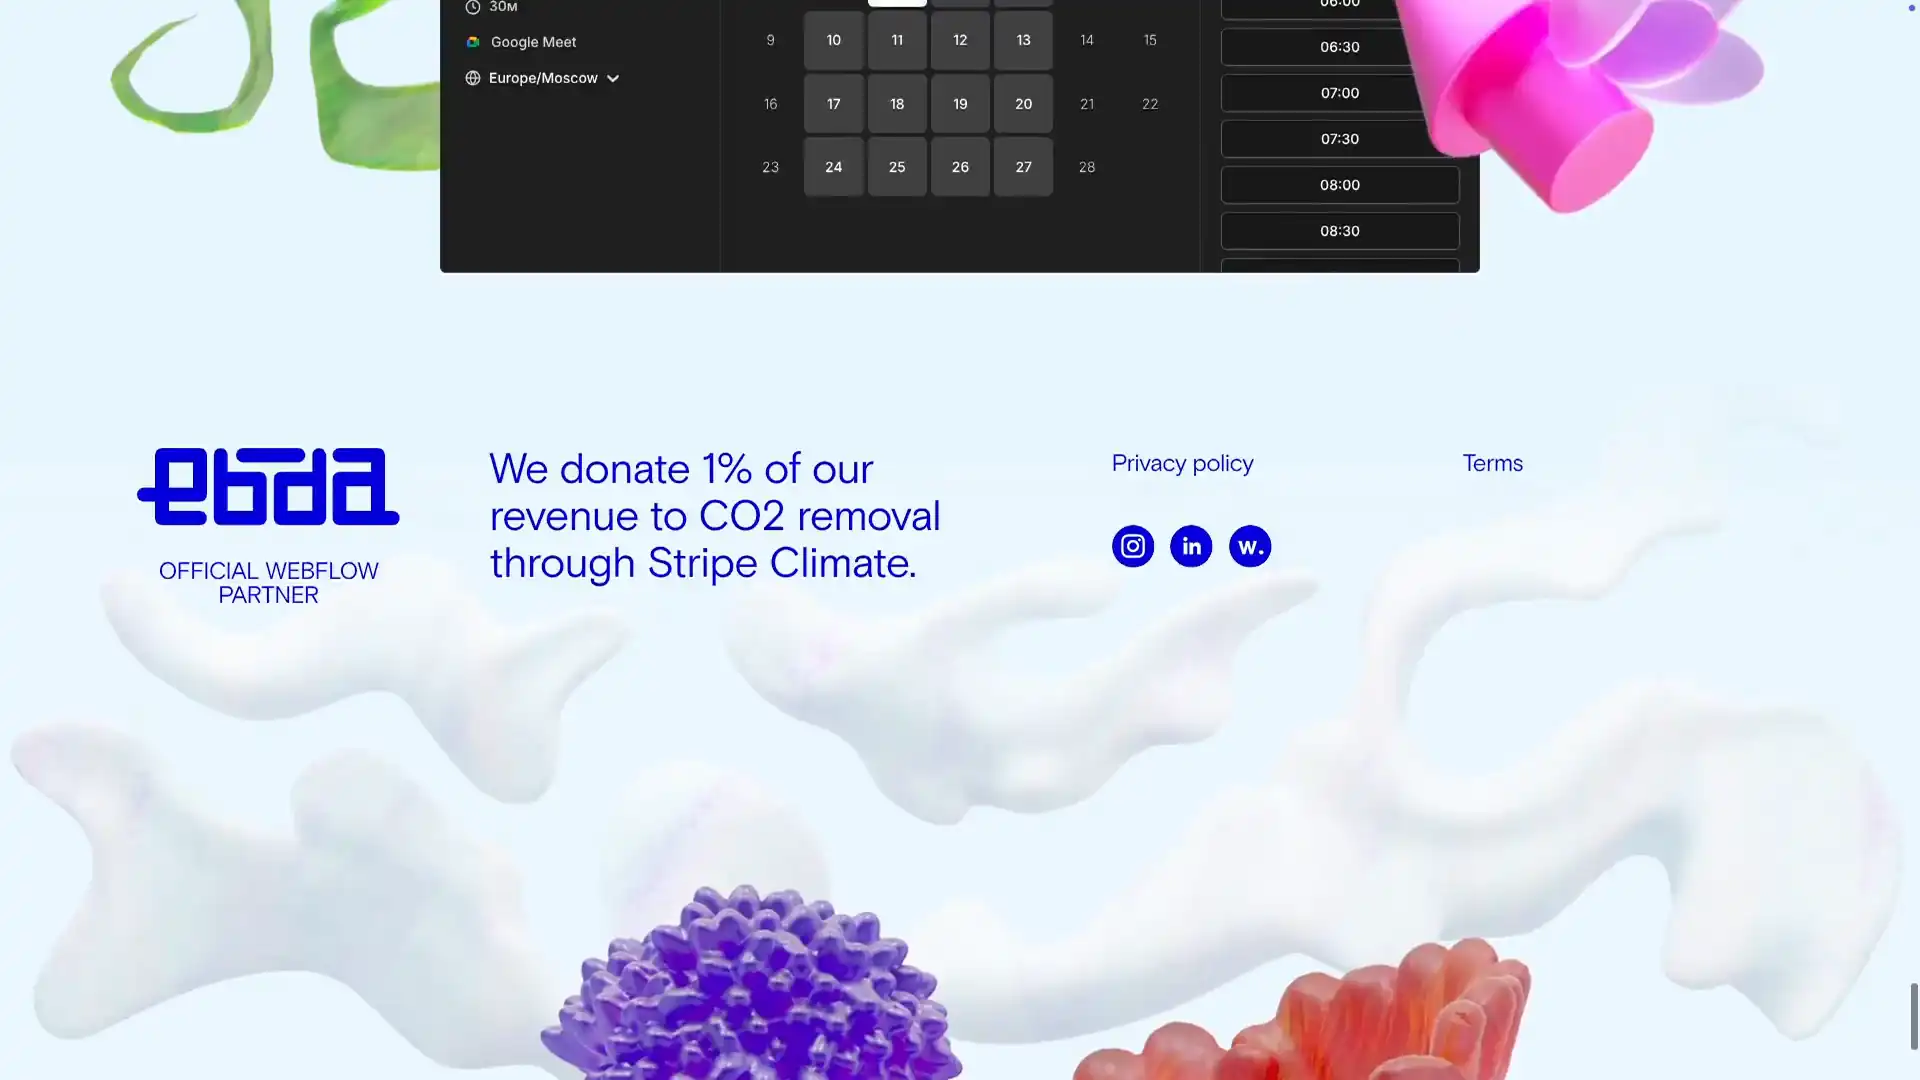 30м
Google Meet
Europe/Moscow
9 10 11 12 13 14 15
16 17 18 19 20 21 22
23 24 25 26 27 28
06:00
06:30
07:00
07:30
08:00
08:30
ebda
OFFICIAL WEBFLOW
PARTNER
We donate 1% of our
revenue to CO2 removal
through Stripe Climate.
Privacy policy
Terms
in
w.